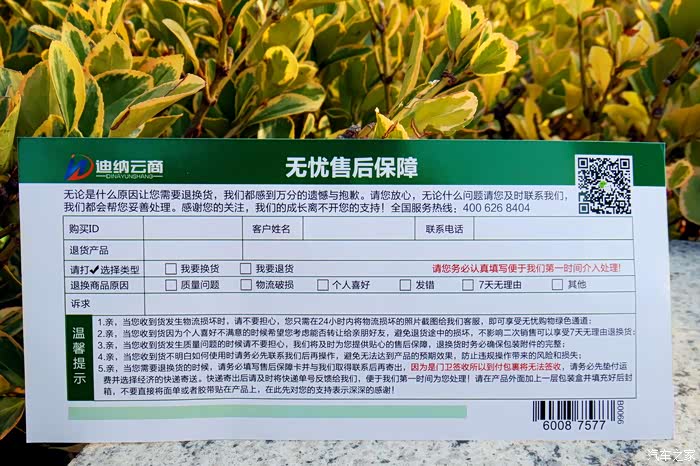 迪纳云商
DINAYUNSHANG
无忧售后保障
无论是什么原因让您需要退换货，我们都感到万分的遗憾与抱歉。请您放心，无论什么问题请您及时联系我们，
我们都会帮您妥善处理。感谢您的关注，我们的成长离不开您的支持！全国服务热线：400 626 8404
购买ID 客户姓名 联系电话
退货产品
请打✓选择类型 我要换货 我要退货 请您务必认真填写便于我们第一时间介入处理!
退换商品原因 质量问题 物流破损 个人喜好 发错 7天无理由 其他
诉求
温馨提示
1.亲，当您收到货发生物流损坏时，请不要担心，您只需在24小时内将物流损坏的照片截图给我们客服，即可享受无忧购物绿色通道；
2.亲，当您收到货因为个人喜好不满意的时候希望您考虑能否转让给亲朋好友，避免退货途中的损坏，不影响二次销售可以享受7天无理由退换货；
3.亲，当您收到货发生质量问题的时候请不要担心，我们将及时为您提供贴心的售后保障，退换货时务必确保包装附件的完整；
4.亲，当您收到货不明白如何使用时请务必先联系我们后再操作，避免无法达到产品的预期效果，防止违规操作带来的风险和损失；
5.亲，当您需要退换货的时候，请务必填写售后保障卡并与我们取得联系后再寄出，因为是门卫签收所以到付包裹将无法签收，请务必先垫付运
费并选择经济的快递寄送。快递寄出后请及时将快递单号反馈给我们，便于我们第一时间为您处理！请在产品外面加上一层包装盒并填充好后封
箱，不要直接将面单或者胶带贴在产品上，在此先对您的支持表示深深的感谢！
6008 7577
B0066
汽车之家